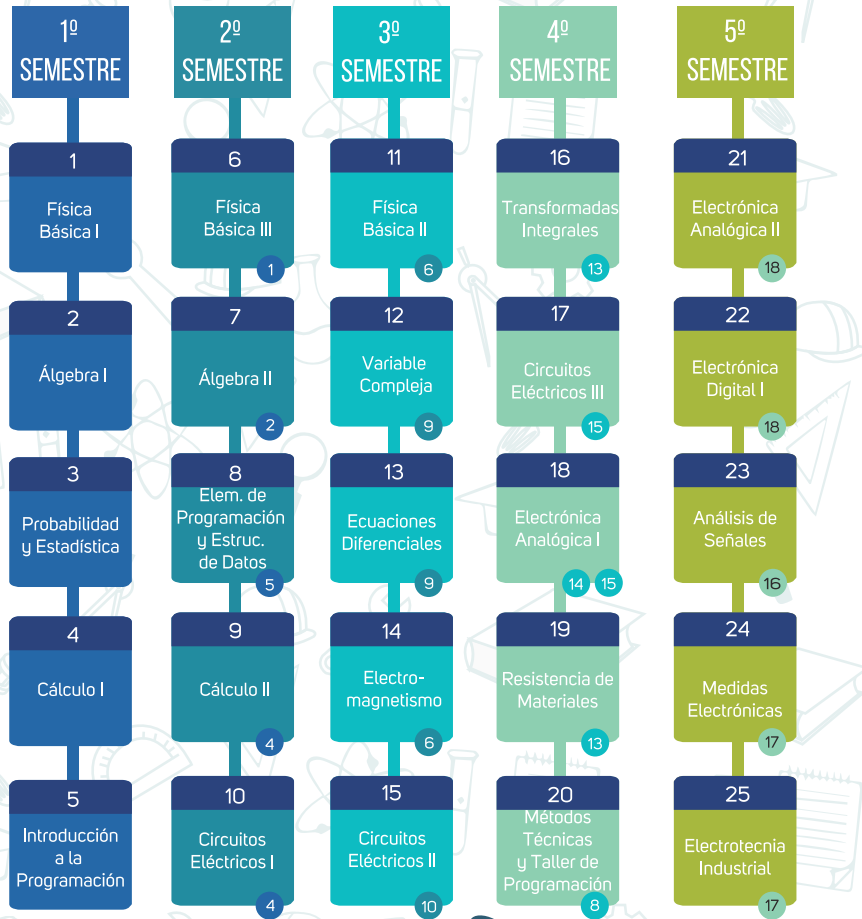 1º
SEMESTRE
1
Física
Básica I
2
Álgebra I
3
Probabilidad
y Estadística
4
Cálculo I
5
Introducción
a la
Programación
2º
SEMESTRE
6
Física
Básica III
1
7
Álgebra II
2
8
Elem. de
Programación
y Estruc.
de Datos
5
9
Cálculo II
4
10
Circuitos
Eléctricos I
4
3º
SEMESTRE
11
Física
Básica II
6
12
Variable
Compleja
9
13
Ecuaciones
Diferenciales
9
14
Electro-
magnetismo
6
15
Circuitos
Eléctricos II
10
4º
SEMESTRE
16
Transformadas
Integrales
13
17
Circuitos
Eléctricos III
15
18
Electrónica
Analógica I
14 15
19
Resistencia de
Materiales
13
20
Métodos
Técnicas
y Taller de
Programación
8
5º
SEMESTRE
21
Electrónica
Analógica II
18
22
Electrónica
Digital I
18
23
Análisis de
Señales
16
24
Medidas
Electrónicas
17
25
Electrotecnia
Industrial
17